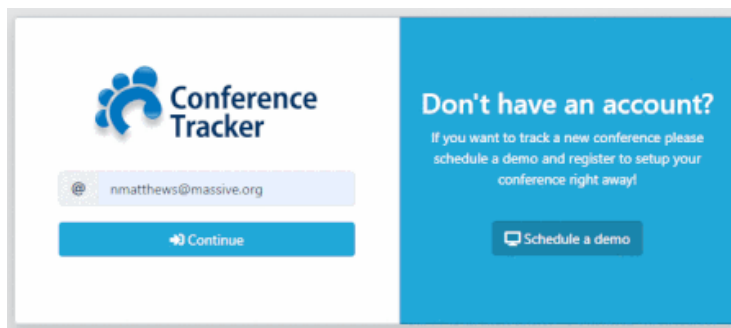 Conference
Tracker
@ nmatthews@massive.org
Continue
Don't have an account?
If you want to track a new conference please
schedule a demo and register to setup your
conference right away!
Schedule a demo